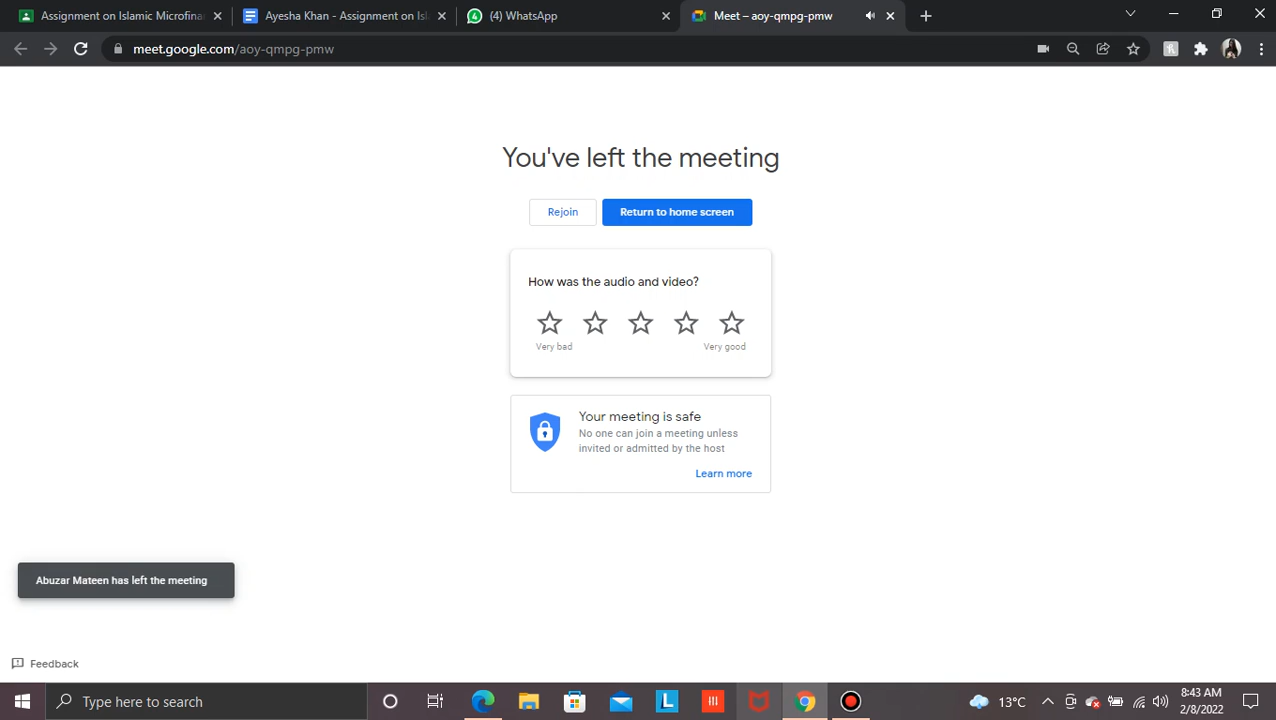 Assignment on Islamic Microfinan
Ayesha Khan - Assignment on Isla
(4) WhatsApp
Meet – aoy-qmpg-pmw
meet.google.com/aoy-qmpg-pmw
You've left the meeting
Rejoin
Return to home screen
How was the audio and video?
Very bad
Very good
Your meeting is safe
No one can join a meeting unless
invited or admitted by the host
Learn more
Abuzar Mateen has left the meeting
Feedback
Type here to search
L
13°C
8:43 AM
2/8/2022